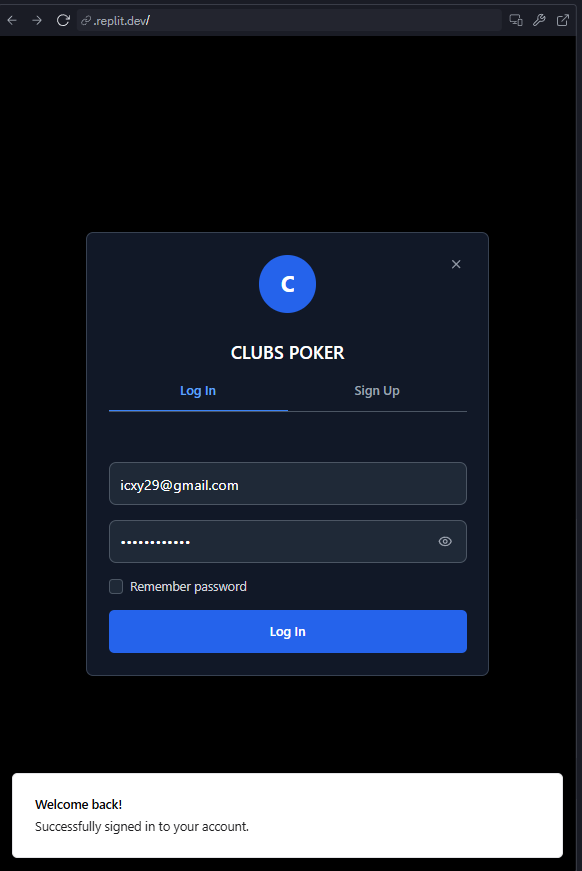 .replit.dev/
C
CLUBS POKER
Log In Sign Up
icxy29@gmail.com
••••••••••••
Remember password
Log In
Welcome back!
Successfully signed in to your account.